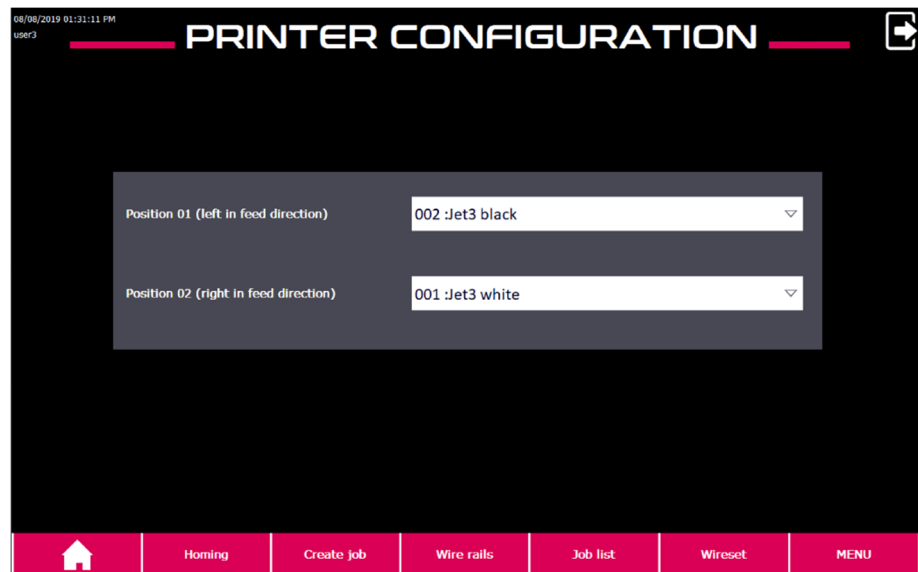 08/08/2019 01:31:11 PM
user3
PRINTER CONFIGURATION
Position 01 (left in feed direction)
002 :Jet3 black
Position 02 (right in feed direction)
001 :Jet3 white
Homing
Create job
Wire rails
Job list
Wireset
MENU